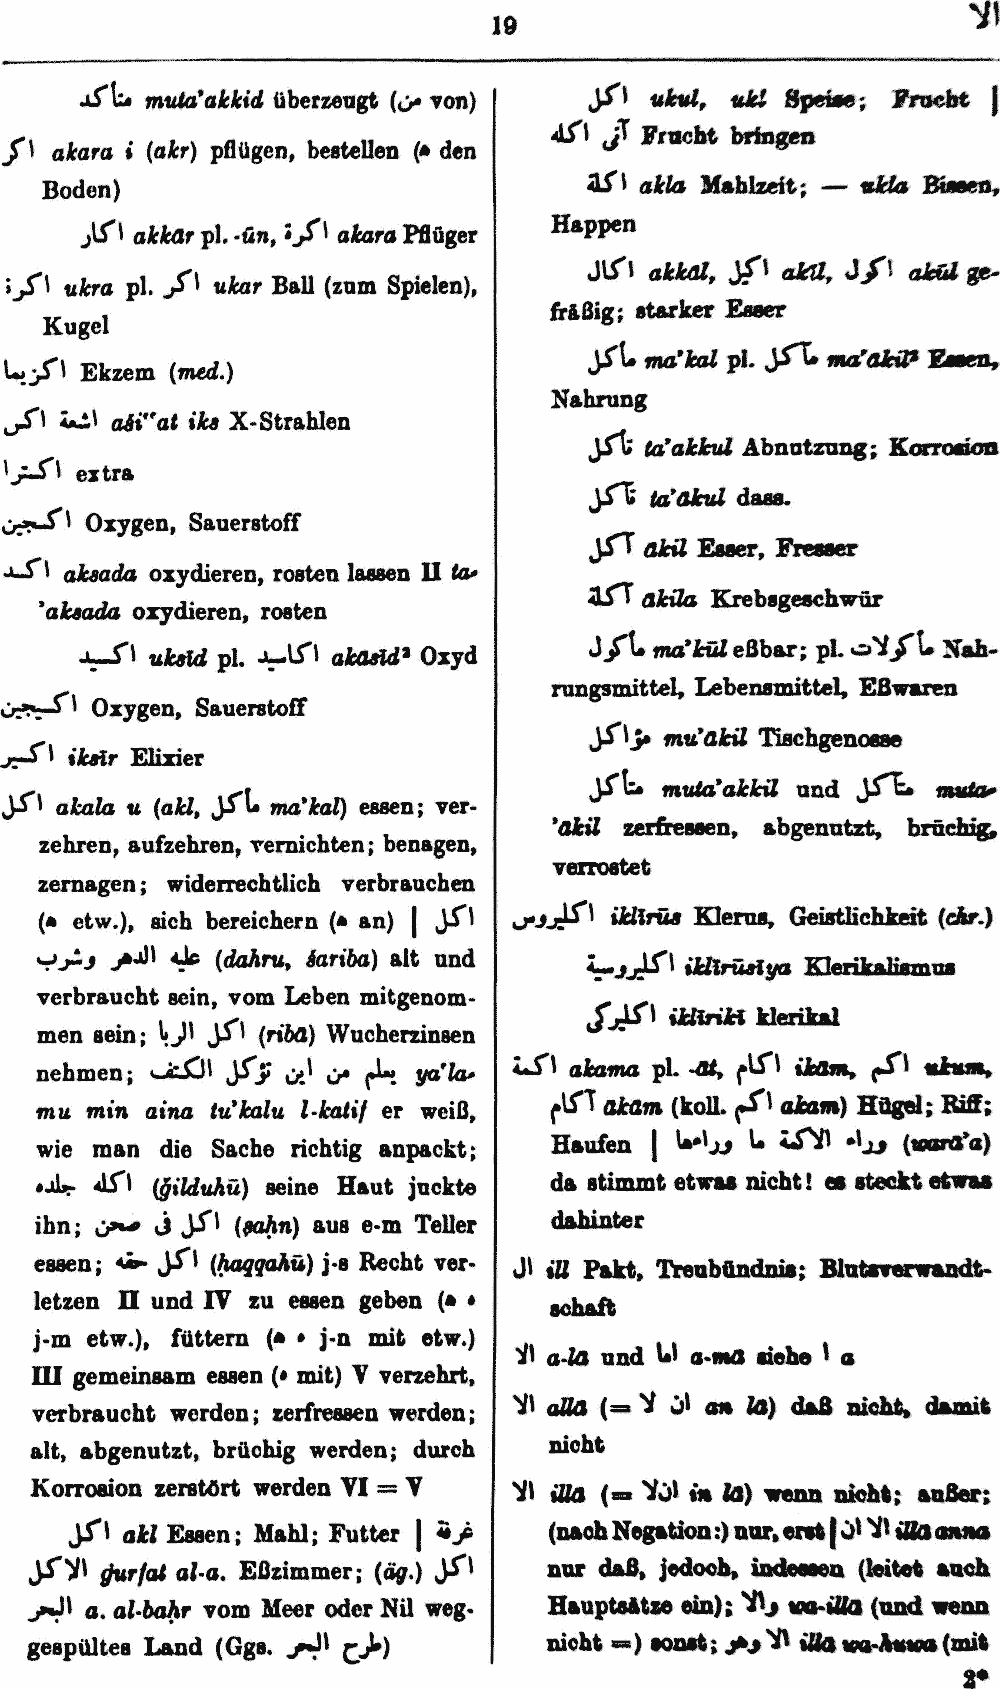 19
الا
متأكد muta'akkid überzeugt (من von)
اكر akara i (akr) pflügen, bestellen (ه den
Boden)
اكار akkār pl. -ūn, اكرة akara Pflüger
اكرة ukra pl. اكر ukar Ball (zum Spielen),
Kugel
اكزيما Ekzem (med.)
اشعة اكس aši‘‘at iks X-Strahlen
اكسترا extra
اكسجين Oxygen, Sauerstoff
اكسد aksada oxydieren, rosten lassen II ta-
'aksada oxydieren, rosten
اكسيد uksīd pl. اكاسيد akāsīd² Oxyd
اكسيجين Oxygen, Sauerstoff
اكسير iksīr Elixier
اكل akala u (akl, مأكل ma'kal) essen; ver-
zehren, aufzehren, vernichten; benagen,
zernagen; widerrechtlich verbrauchen
(ه etw.), sich bereichern (ه an) | اكل
عليه الدهر وشرب (dahru, šariba) alt und
verbraucht sein, vom Leben mitgenom-
men sein; اكل الربا (ribā) Wucherzinsen
nehmen; يعلم من اين تؤكل الكتف ya'la-
mu min aina tu'kalu l-katif er weiß,
wie man die Sache richtig anpackt;
اكله جلده (ǧilduhū) seine Haut juckte
ihn; اكل فى صحن (ṣaḥn) aus e-m Teller
essen; اكل حقه (ḥaqqahū) j-s Recht ver-
letzen II und IV zu essen geben (ه ‎ه
j-m etw.), füttern (ه ‎ه j-n mit etw.)
III gemeinsam essen (ه mit) V verzehrt,
verbraucht werden; zerfressen werden;
alt, abgenutzt, brüchig werden; durch
Korrosion zerstört werden VI = V
اكل akl Essen; Mahl; Futter | غرفة
الاكل ġurfat al-a. Eßzimmer; (äg.) اكل
البحر a. al-baḥr vom Meer oder Nil weg-
gespültes Land (Ggs. طرح البحر)
اكل ukul, ukl Speise; Frucht |
آتى اكله Frucht bringen
اكلة akla Mahlzeit; — ukla Bissen,
Happen
اكال akkāl, اكيل akīl, اكول akūl ge-
fräßig; starker Esser
مأكل ma'kal pl. مآكل ma'ākil² Essen,
Nahrung
تأكل ta'akkul Abnutzung; Korrosion
تآكل ta'ākul dass.
آكل ākil Esser, Fresser
آكلة ākila Krebsgeschwür
مأكول ma'kūl eßbar; pl. مأكولات Nah-
rungsmittel, Lebensmittel, Eßwaren
مؤاكل mu'ākil Tischgenosse
متأكل muta'akkil und متآكل muta-
'ākil zerfressen, abgenutzt, brüchig,
verrostet
اكليروس iklīrūs Klerus, Geistlichkeit (chr.)
اكليروسية iklīrūsīya Klerikalismus
اكليركى iklīrikī klerikal
اكمة akama pl. -āt, اكام ikām, اكم ukum,
آكام ākām (koll. اكم akam) Hügel; Riff;
Haufen | وراء الاكمة ما وراءها (warā'a)
da stimmt etwas nicht! es steckt etwas
dahinter
ال ill Pakt, Treubündnis; Blutsverwandt-
schaft
الا a-lā und اما a-mā siehe ا a
الا allā (= ان لا an lā) daß nicht, damit
nicht
الا illā (= ان لا in lā) wenn nicht; außer;
(nach Negation:) nur, erst | الا ان illā anna
nur daß, jedoch, indessen (leitet auch
Hauptsätze ein); والا wa-illā (und wenn
nicht =) sonst; الا وهو illā wa-huwa (mit
2*